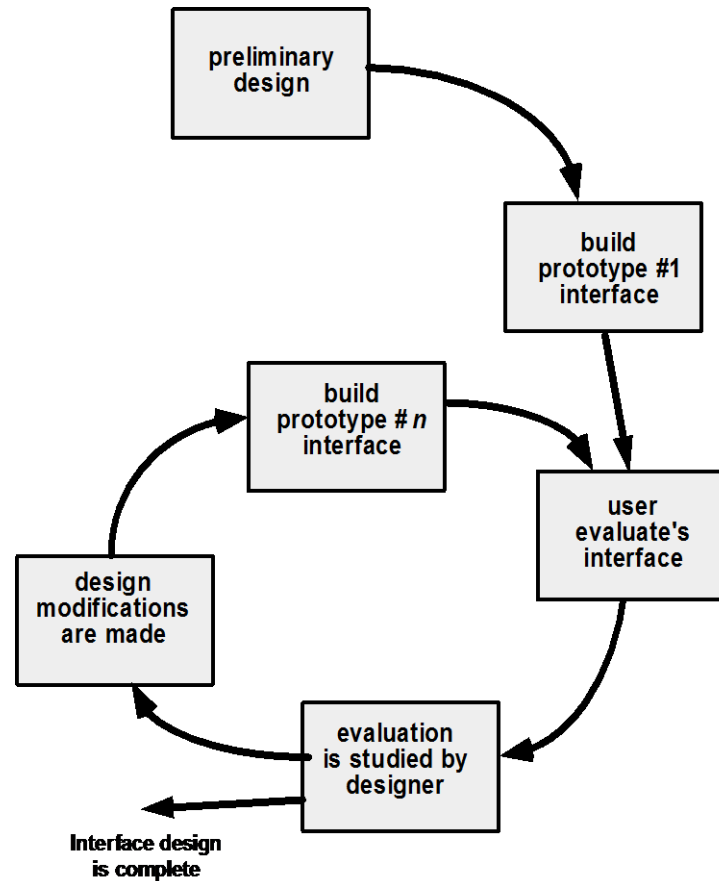 preliminary
design
build
prototype #1
interface
build
prototype # n
interface
user
evaluate's
interface
design
modifications
are made
evaluation
is studied by
designer
Interface design
is complete